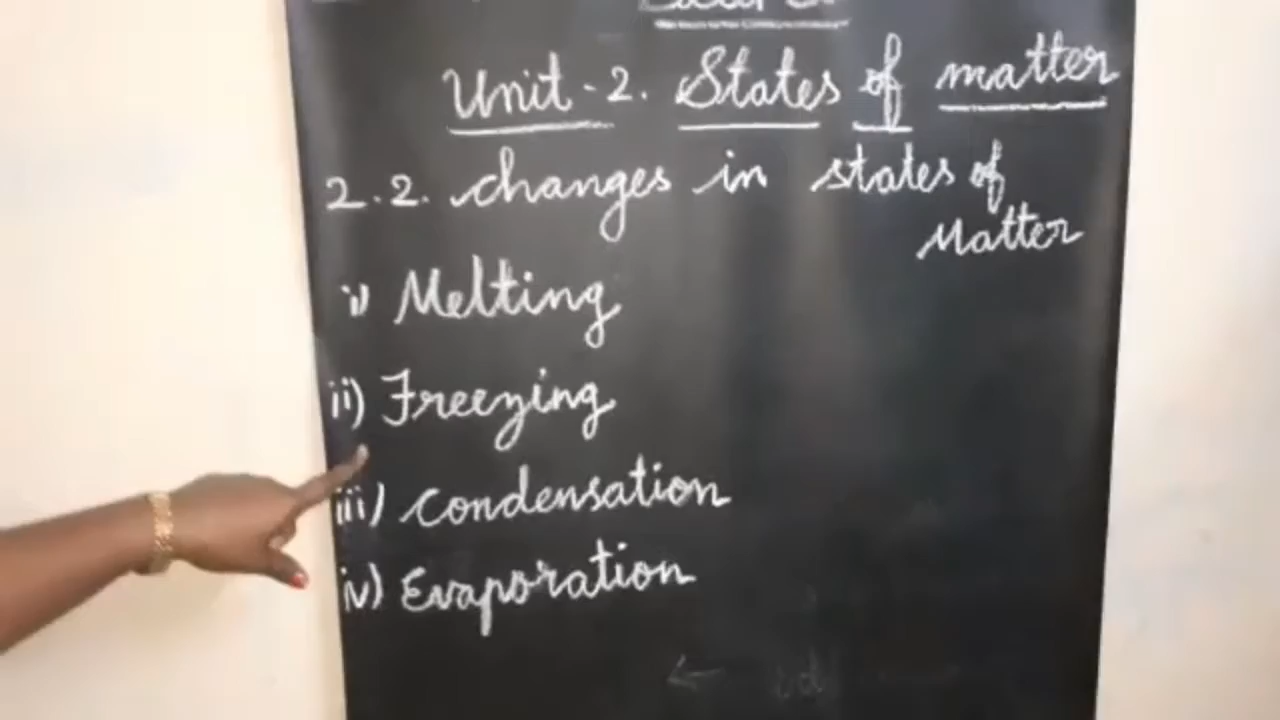 Unit - 2. States of matter
2.2. changes in states of
Matter
i) Melting
ii) Freezing
iii) Condensation
iv) Evaporation